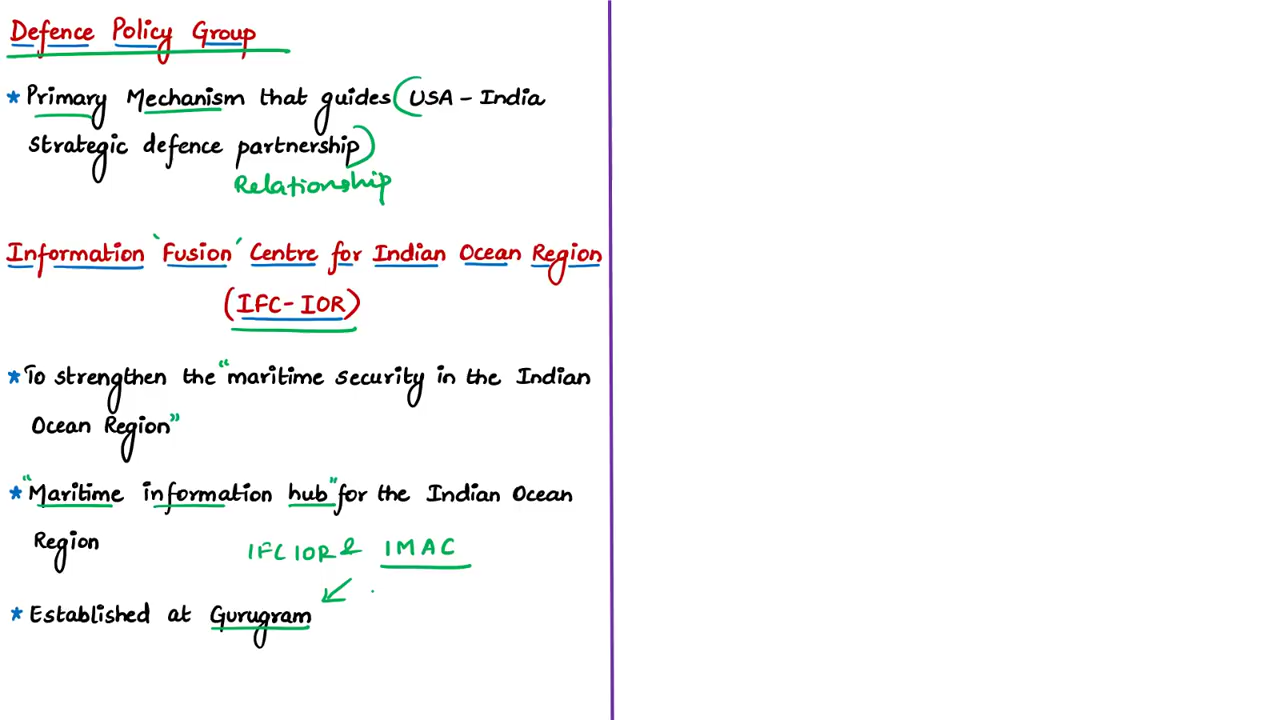 Defence Policy Group
* Primary Mechanism that guides (USA - India
strategic defence partnership)
Relationship
Information 'Fusion' Centre for Indian Ocean Region
(IFC-IOR)
* To strengthen the "maritime security in the Indian
Ocean Region"
* "Maritime information hub" for the Indian Ocean
Region
IFC IOR & IMAC
* Established at Gurugram